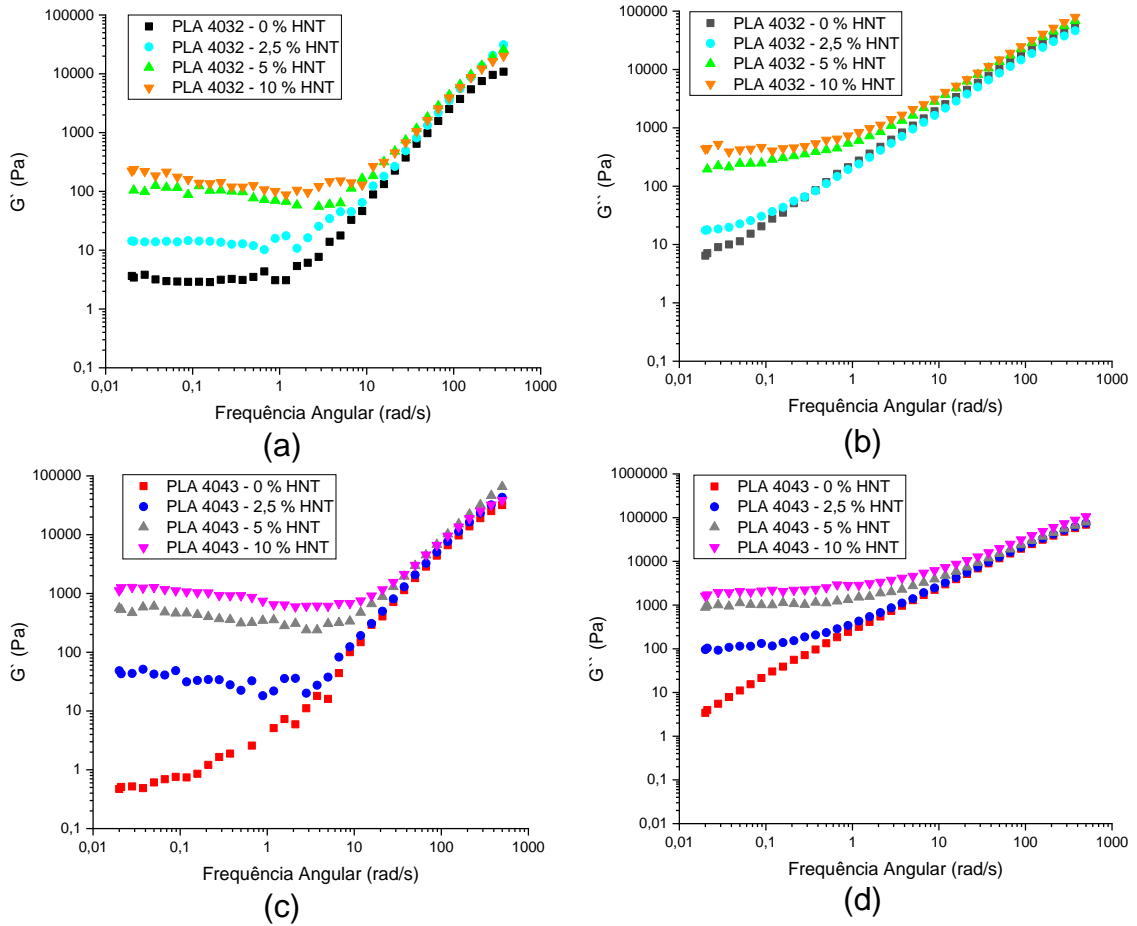 PLA 4032 - 0 % HNT
PLA 4032 - 2,5 % HNT
PLA 4032 - 5 % HNT
PLA 4032 - 10 % HNT
100000
10000
1000
100
10
1
0,1
G` (Pa)
0,01
0,1
1
10
100
1000
Frequência Angular (rad/s)
(a)
PLA 4032 - 0 % HNT
PLA 4032 - 2,5 % HNT
PLA 4032 - 5 % HNT
PLA 4032 - 10 % HNT
100000
10000
1000
100
10
1
0,1
G`` (Pa)
0,01
0,1
1
10
100
1000
Frequência Angular (rad/s)
(b)
PLA 4043 - 0 % HNT
PLA 4043 - 2,5 % HNT
PLA 4043 - 5 % HNT
PLA 4043 - 10 % HNT
100000
10000
1000
100
10
1
0,1
G` (Pa)
0,01
0,1
1
10
100
1000
Frequência Angular (rad/s)
(c)
PLA 4043 - 0 % HNT
PLA 4043 - 2,5 % HNT
PLA 4043 - 5 % HNT
PLA 4043 - 10 % HNT
1000000
100000
10000
1000
100
10
1
0,1
0,01
G`` (Pa)
0,01
0,1
1
10
100
1000
Frequência Angular (rad/s)
(d)